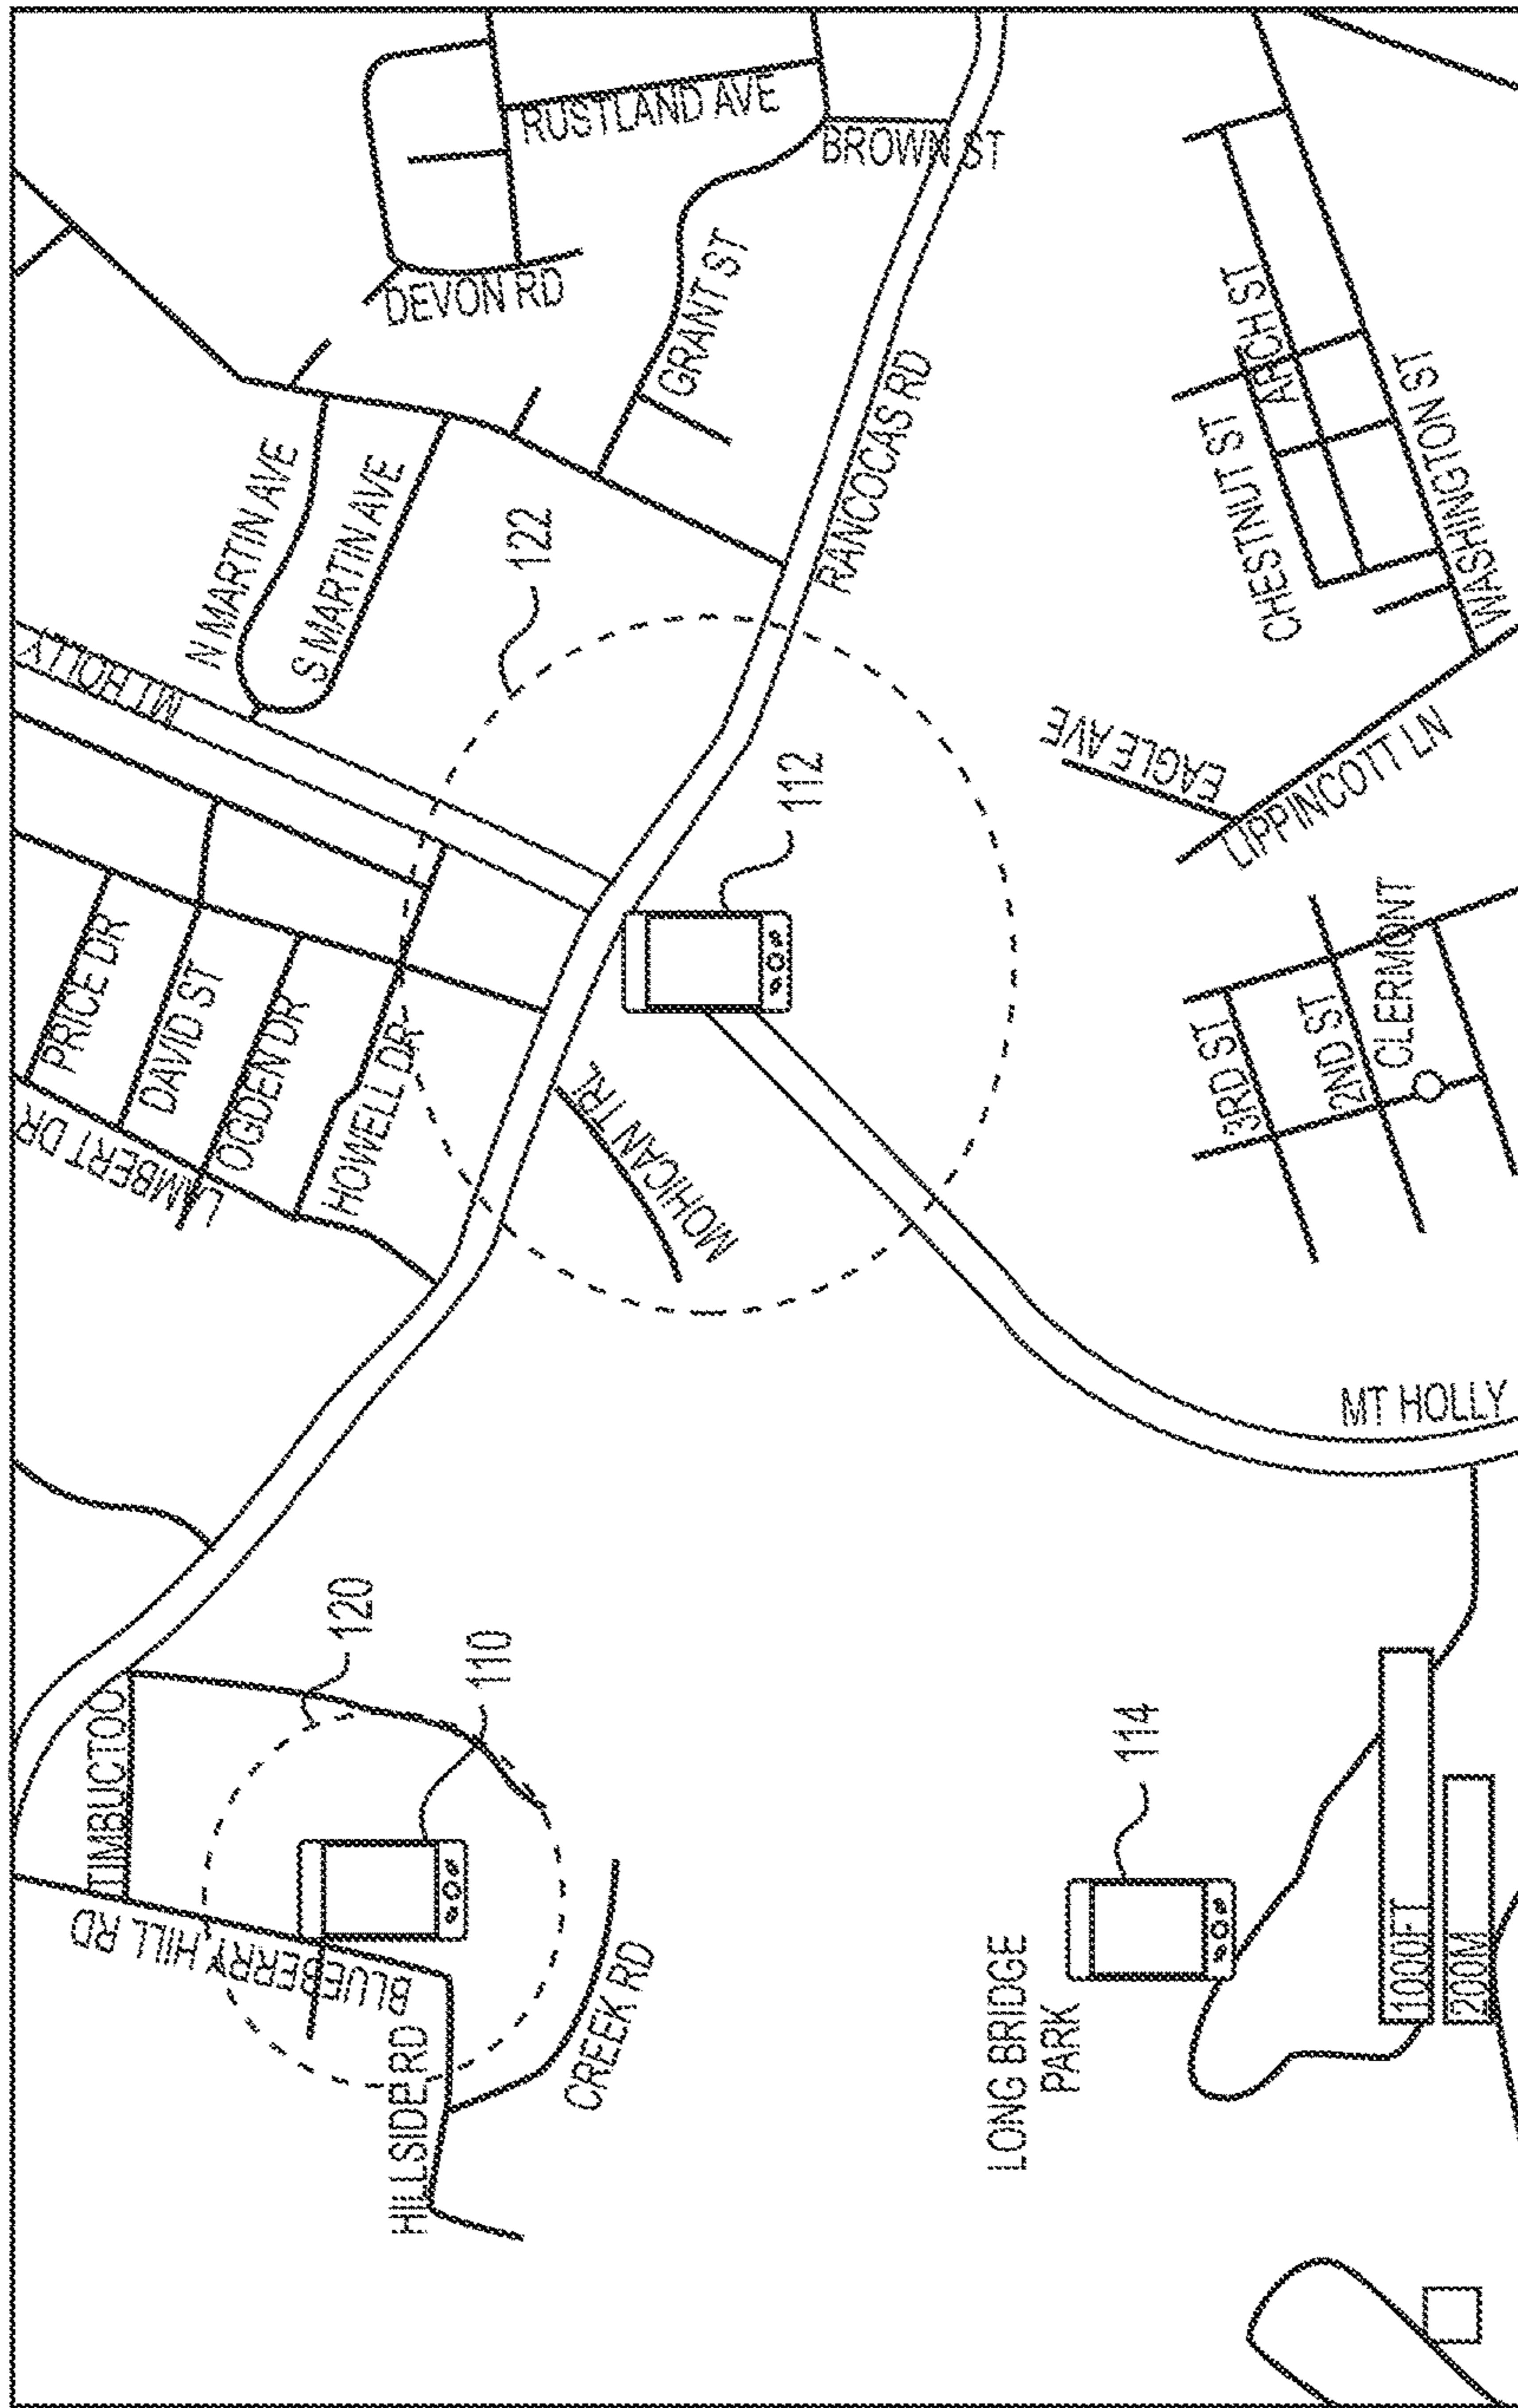 BLUEBERRY HILL RD
TIMBUCTOO
120
110
HILLSIDE RD
CREEK RD
LAMBERT DR
PRICE DR
DAVID ST
OGDEN DR
HOWELL DR
MT HOLLY
N MARTIN AVE
S MARTIN AVE
122
DEVON RD
RUSTLAND AVE
GRANT ST
BROWN ST
RANCOCAS RD
112
MOHICAN TRL
LONG BRIDGE
PARK
114
1000FT
200M
MT HOLLY
3RD ST
2ND ST
CLERMONT
EAGLE AVE
LIPPINCOTT LN
CHESTNUT ST
ARCH ST
WASHINGTON ST